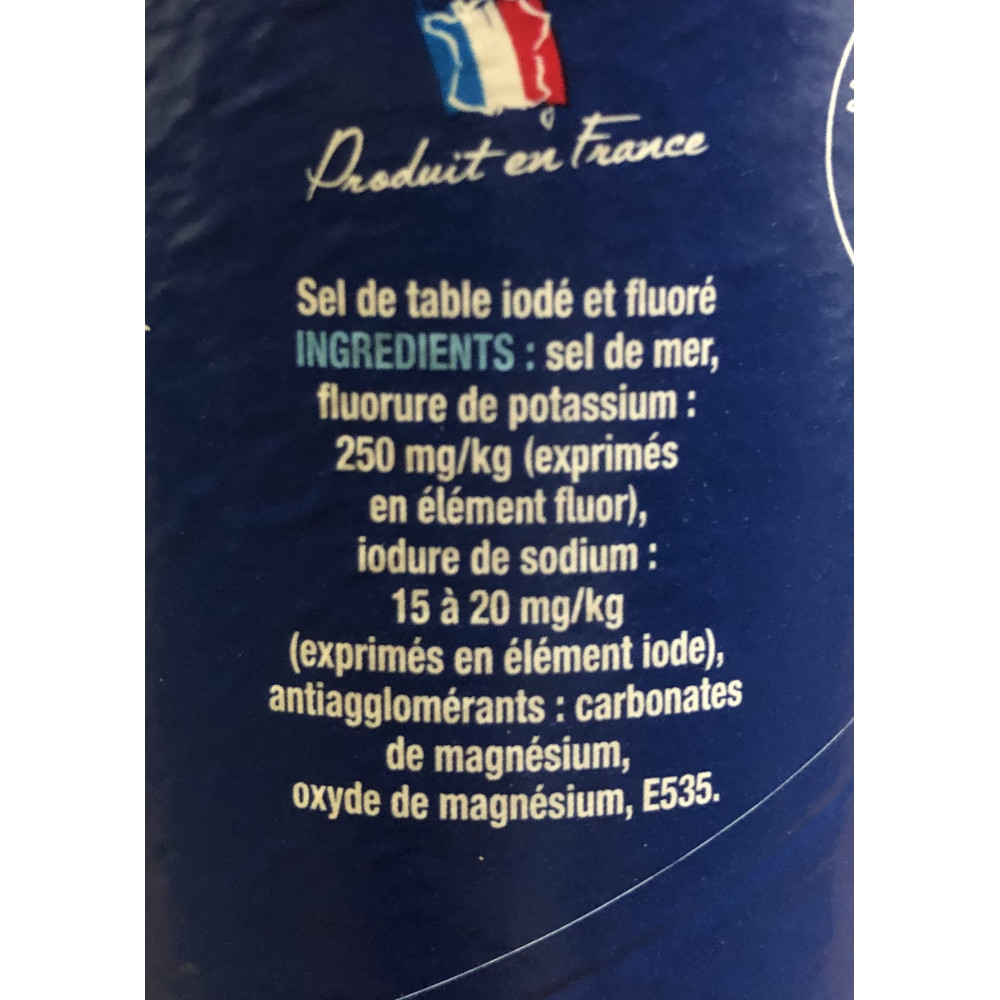 Produit en France
Sel de table iodé et fluoré
INGREDIENTS : sel de mer,
fluorure de potassium :
250 mg/kg (exprimés
en élément fluor),
iodure de sodium :
15 à 20 mg/kg
(exprimés en élément iode),
antiagglomérants : carbonates
de magnésium,
oxyde de magnésium, E535.